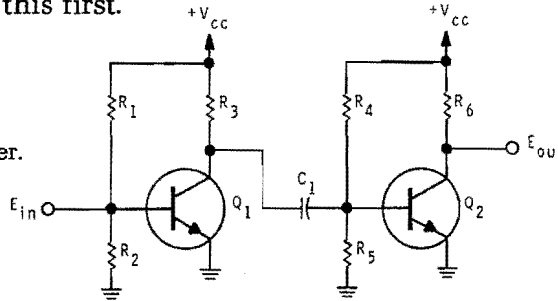 this first.
+Vcc
+Vcc
R1
R3
R4
R6
Eou
er.
C1
Ein
Q1
Q2
R2
R5